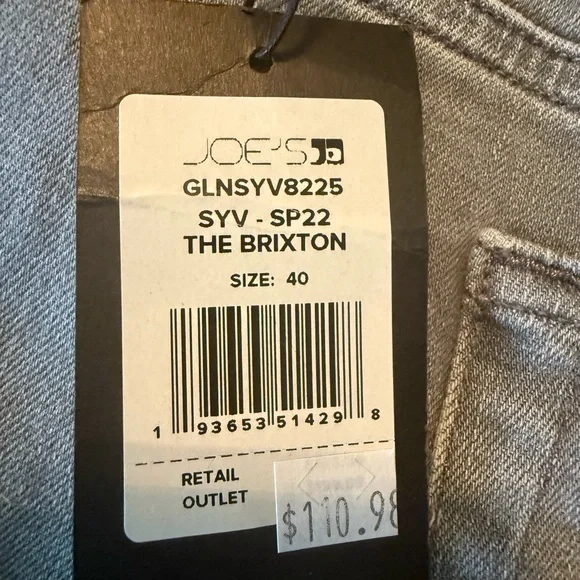 JOE'S
GLNSYV8225
SYV - SP22
THE BRIXTON
SIZE: 40
1 93653 51429 8
RETAIL
OUTLET
$110.98